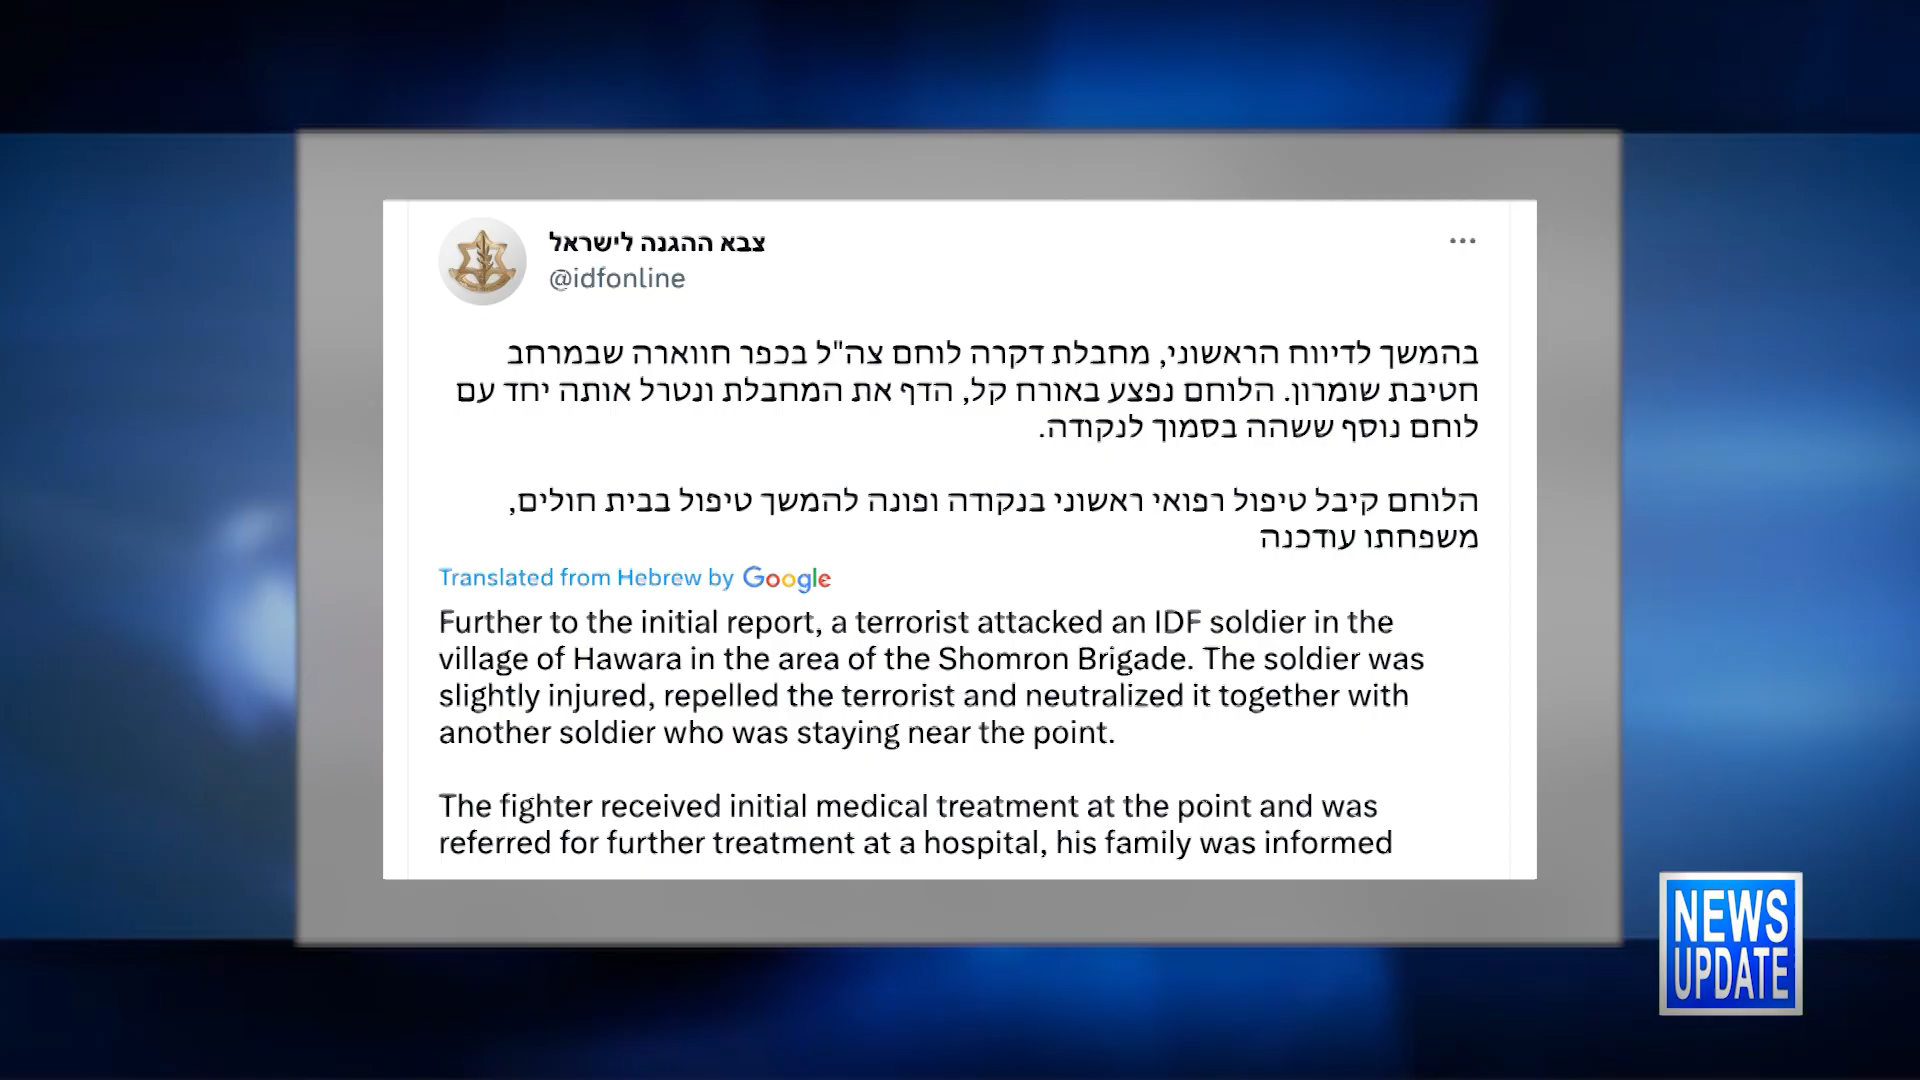 צבא ההגנה לישראל
@idfonline
בהמשך לדיווח הראשוני, מחבלת דקרה לוחם צה"ל בכפר חווארה שבמרחב
חטיבת שומרון. הלוחם נפצע באורח קל, הדף את המחבלת ונטרל אותה יחד עם
לוחם נוסף ששהה בסמוך לנקודה.
הלוחם קיבל טיפול רפואי ראשוני בנקודה ופונה להמשך טיפול בבית חולים,
משפחתו עודכנה
Translated from Hebrew by Google
Further to the initial report, a terrorist attacked an IDF soldier in the
village of Hawara in the area of the Shomron Brigade. The soldier was
slightly injured, repelled the terrorist and neutralized it together with
another soldier who was staying near the point.
The fighter received initial medical treatment at the point and was
referred for further treatment at a hospital, his family was informed
NEWS
UPDATE